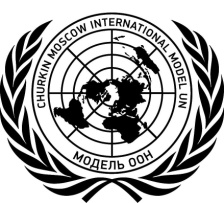 CHURKIN MOSCOW INTERNATIONAL MODEL UN
МОДЕЛЬ ООН